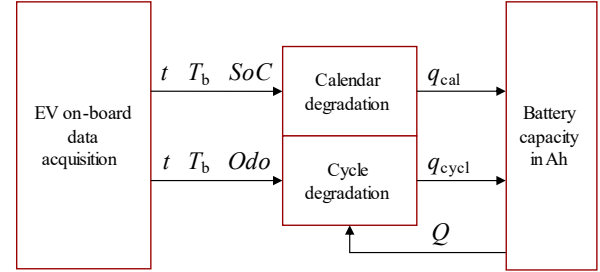 EV on-board
data
acquisition
t T_b SoC
t T_b Odo
Calendar
degradation
Cycle
degradation
q_cal
q_cycl
Q
Battery
capacity
in Ah